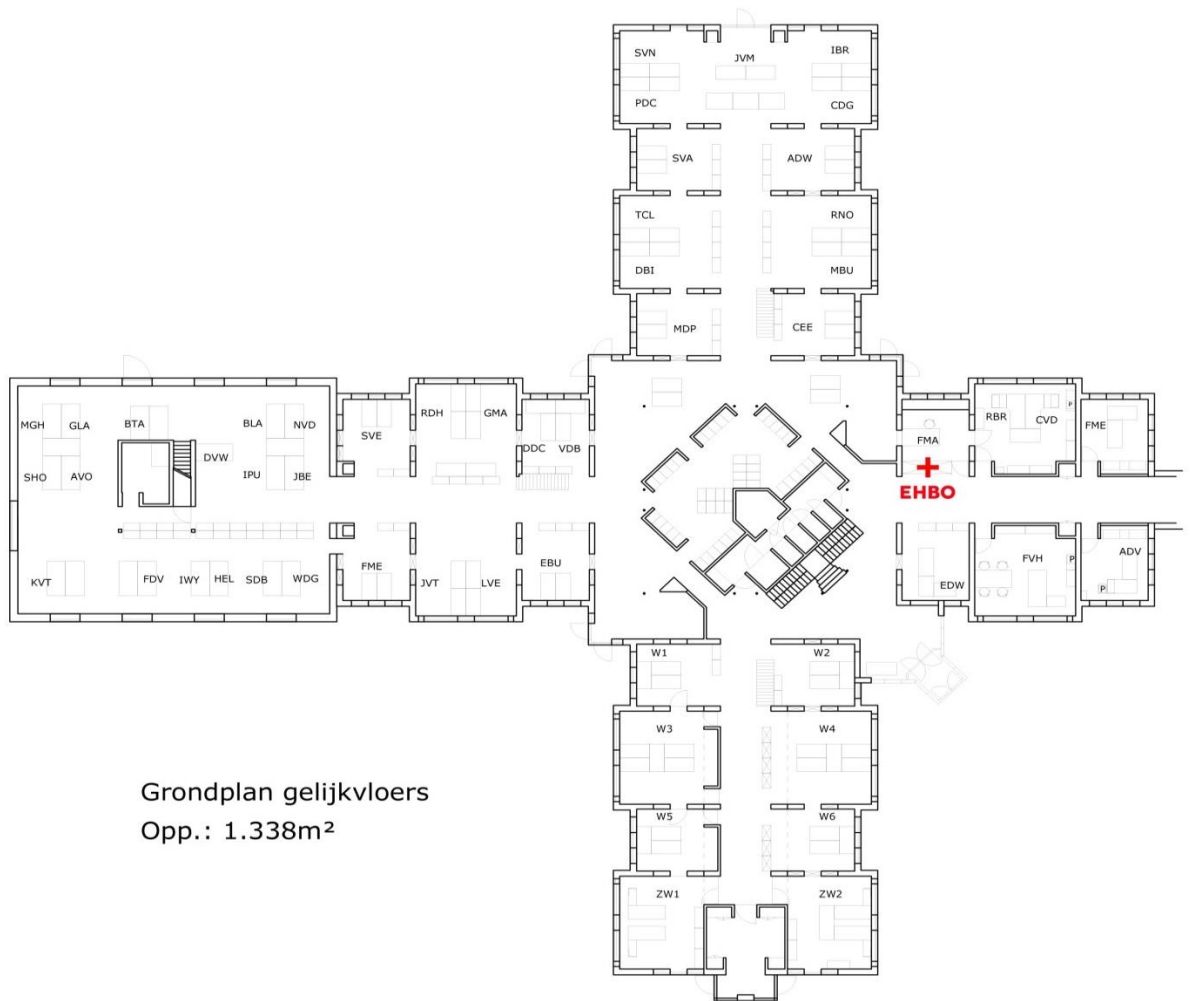 SVN
JVM
IBR
PDC
CDG
SVA
ADW
TCL
RNO
DBI
MBU
MDP
CEE
MGH
GLA
BTA
BLA
NVD
SVE
RDH
GMA
DDC
VDB
FMA
RBR
CVD
P
FME
DVW
SHO
AVO
IPU
JBE
EHBO
KVT
FDV
IWY
HEL
SDB
WDG
FME
JVT
LVE
EBU
EDW
FVH
P
ADV
P
W1
W2
W3
W4
Grondplan gelijkvloers
Opp.: 1.338m²
W5
W6
ZW1
ZW2